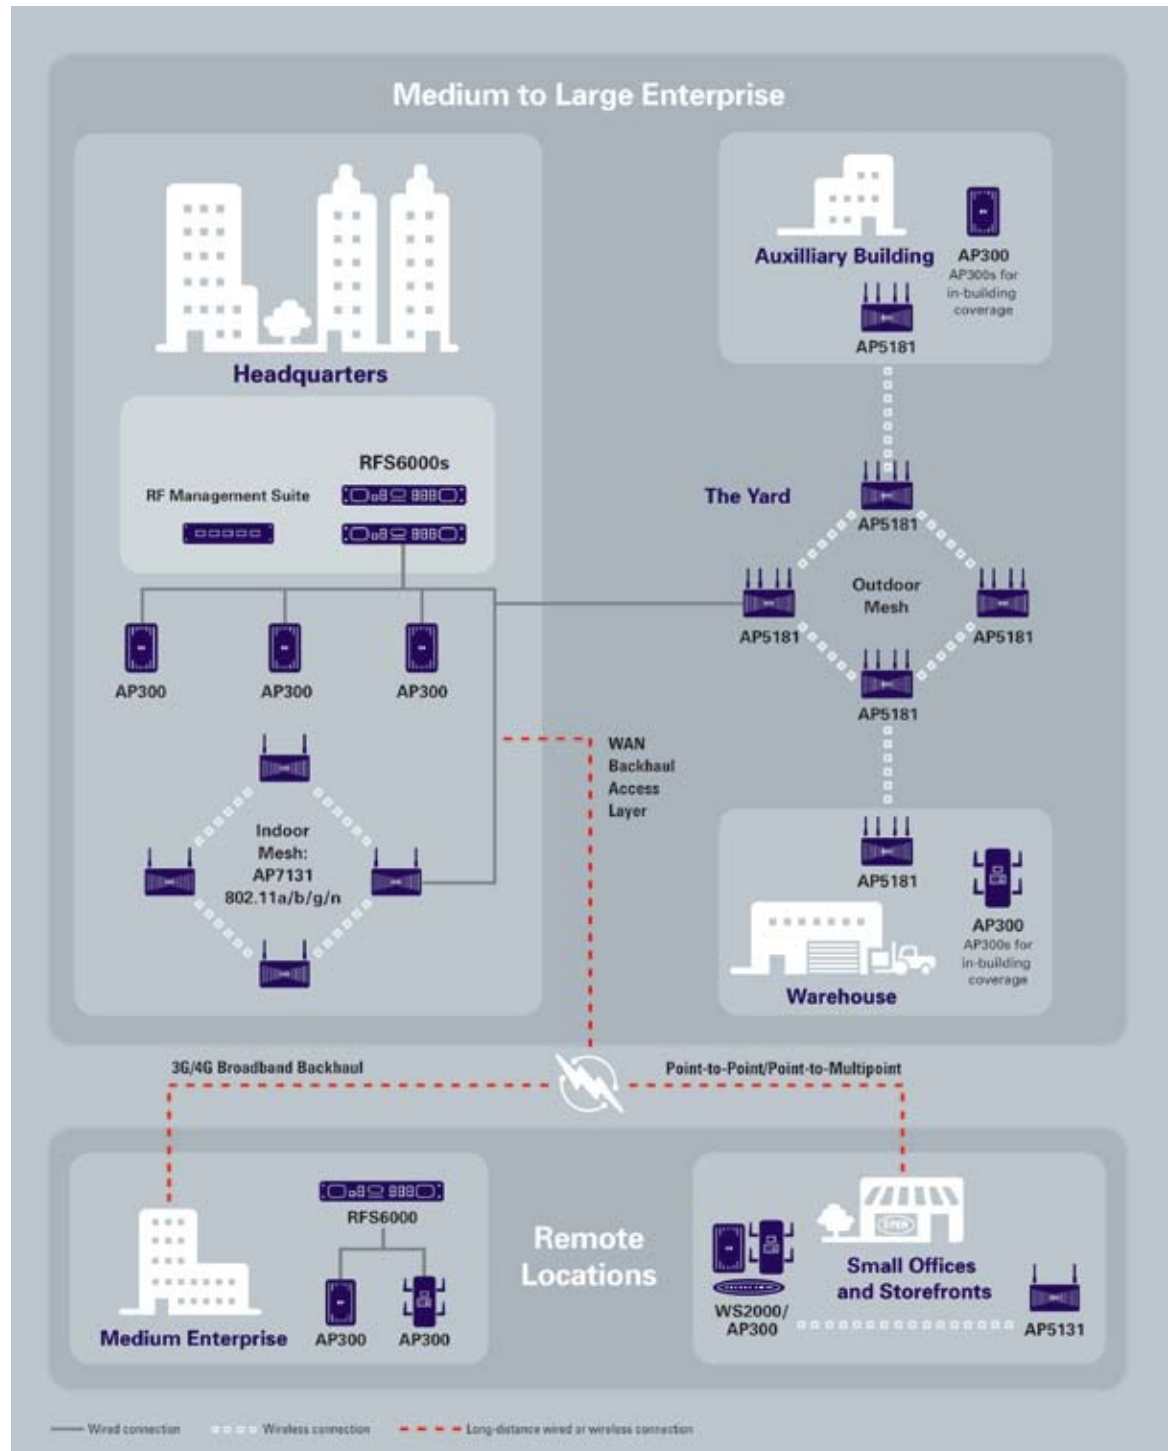 Medium to Large Enterprise
Headquarters
RFS6000s
RF Management Suite
AP300
AP300
AP300
Indoor
Mesh:
AP7131
802.11a/b/g/n
Auxilliary Building
AP300
AP300s for
in-building
coverage
AP5181
The Yard
AP5181
Outdoor
Mesh
AP5181
AP5181
AP5181
WAN
Backhaul
Access
Layer
AP5181
AP300
AP300s for
in-building
coverage
Warehouse
3G/4G Broadband Backhaul
Point-to-Point/Point-to-Multipoint
RFS6000
AP300
AP300
Medium Enterprise
Remote
Locations
OPEN
Small Offices
and Storefronts
WS2000/
AP300
AP5131
Wired connection
Wireless connection
Long-distance wired or wireless connection